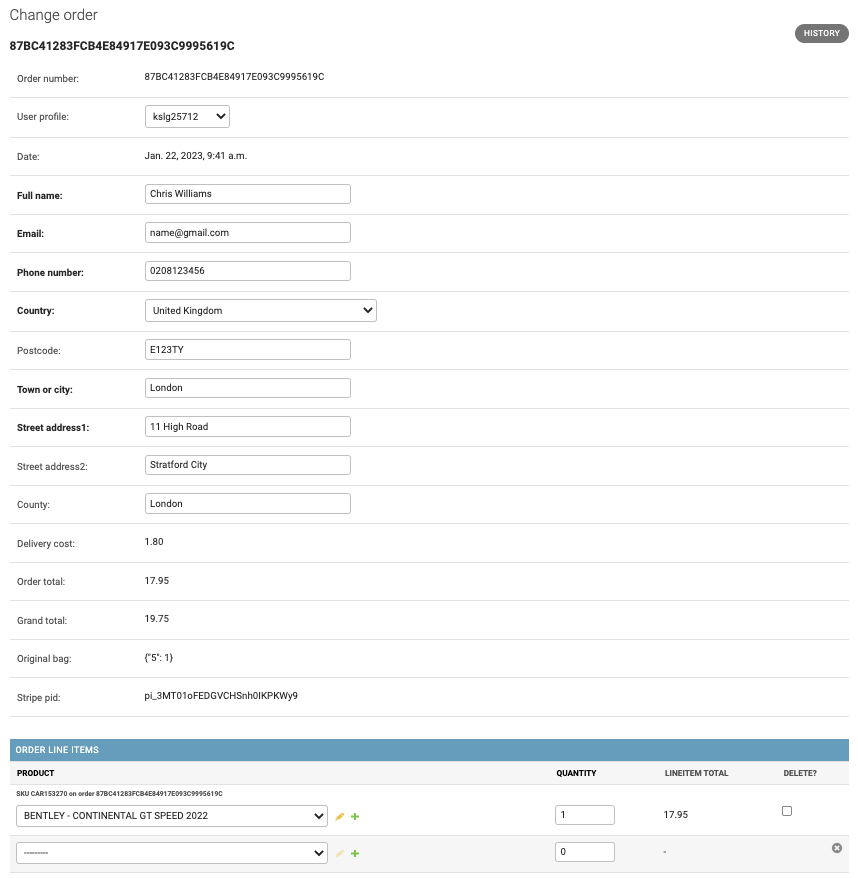 Change order
HISTORY
87BC41283FCB4E84917E093C9995619C
Order number: 87BC41283FCB4E84917E093C9995619C
User profile: kslg25712
Date: Jan. 22, 2023, 9:41 a.m.
Full name: Chris Williams
Email: name@gmail.com
Phone number: 0208123456
Country: United Kingdom
Postcode: E123TY
Town or city: London
Street address1: 11 High Road
Street address2: Stratford City
County: London
Delivery cost: 1.80
Order total: 17.95
Grand total: 19.75
Original bag: {"5": 1}
Stripe pid: pi_3MT01oFEDGVCHSnh0IKPKWy9
ORDER LINE ITEMS
PRODUCT QUANTITY LINEITEM TOTAL DELETE?
SKU CAR153270 on order 87BC41283FCB4E84917E093C9995619C
BENTLEY - CONTINENTAL GT SPEED 2022 1 17.95
--------- 0 -